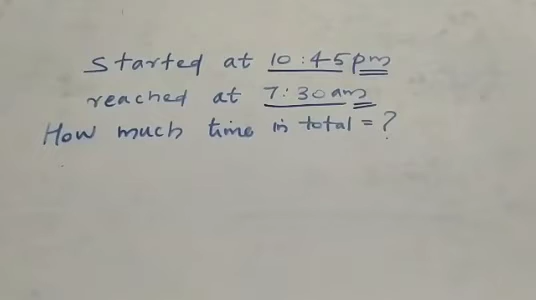 Started at 10:45pm
reached at 7:30am
How much time in total = ?